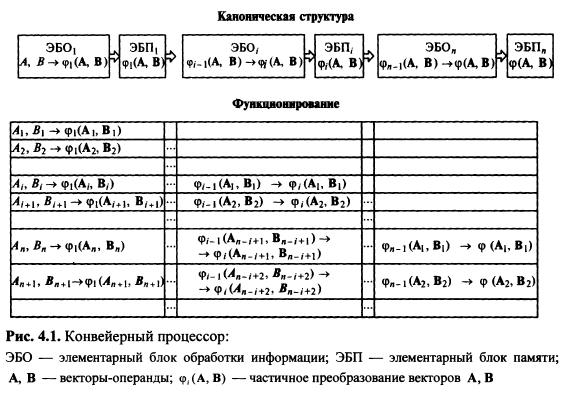 Каноническая структура
ЭБО₁ ЭБП₁ ЭБОᵢ ЭБПᵢ ЭБОₙ ЭБПₙ
A, B → φ₁(A, B) φ₁(A, B) φᵢ₋₁(A, B) → φᵢ(A, B) φᵢ(A, B) φₙ₋₁(A, B) → φ(A, B) φ(A, B)
Функционирование
A₁, B₁ → φ₁(A₁, B₁)
A₂, B₂ → φ₁(A₂, B₂) ...
... ...
Aᵢ, Bᵢ → φ₁(Aᵢ, Bᵢ) ... φᵢ₋₁(A₁, B₁) → φᵢ(A₁, B₁)
Aᵢ₊₁, Bᵢ₊₁ → φ₁(Aᵢ₊₁, Bᵢ₊₁) ... φᵢ₋₁(A₂, B₂) → φᵢ(A₂, B₂) ...
... ... ...
Aₙ, Bₙ → φ₁(Aₙ, Bₙ) ... φᵢ₋₁(Aₙ₋ᵢ₊₁, Bₙ₋ᵢ₊₁) → ... φₙ₋₁(A₁, B₁) → φ (A₁, B₁)
→ φᵢ(Aₙ₋ᵢ₊₁, Bₙ₋ᵢ₊₁)
Aₙ₊₁, Bₙ₊₁→φ₁(Aₙ₊₁, Bₙ₊₁) ... φᵢ₋₁(Aₙ₋ᵢ₊₂, Bₙ₋ᵢ₊₂) → ... φₙ₋₁(A₂, B₂) → φ (A₂, B₂)
→ φᵢ(Aₙ₋ᵢ₊₂, Bₙ₋ᵢ₊₂)
... ... ... ...
Рис. 4.1. Конвейерный процессор:
ЭБО — элементарный блок обработки информации; ЭБП — элементарный блок памяти;
A, B — векторы-операнды; φᵢ(A, B) — частичное преобразование векторов A, B